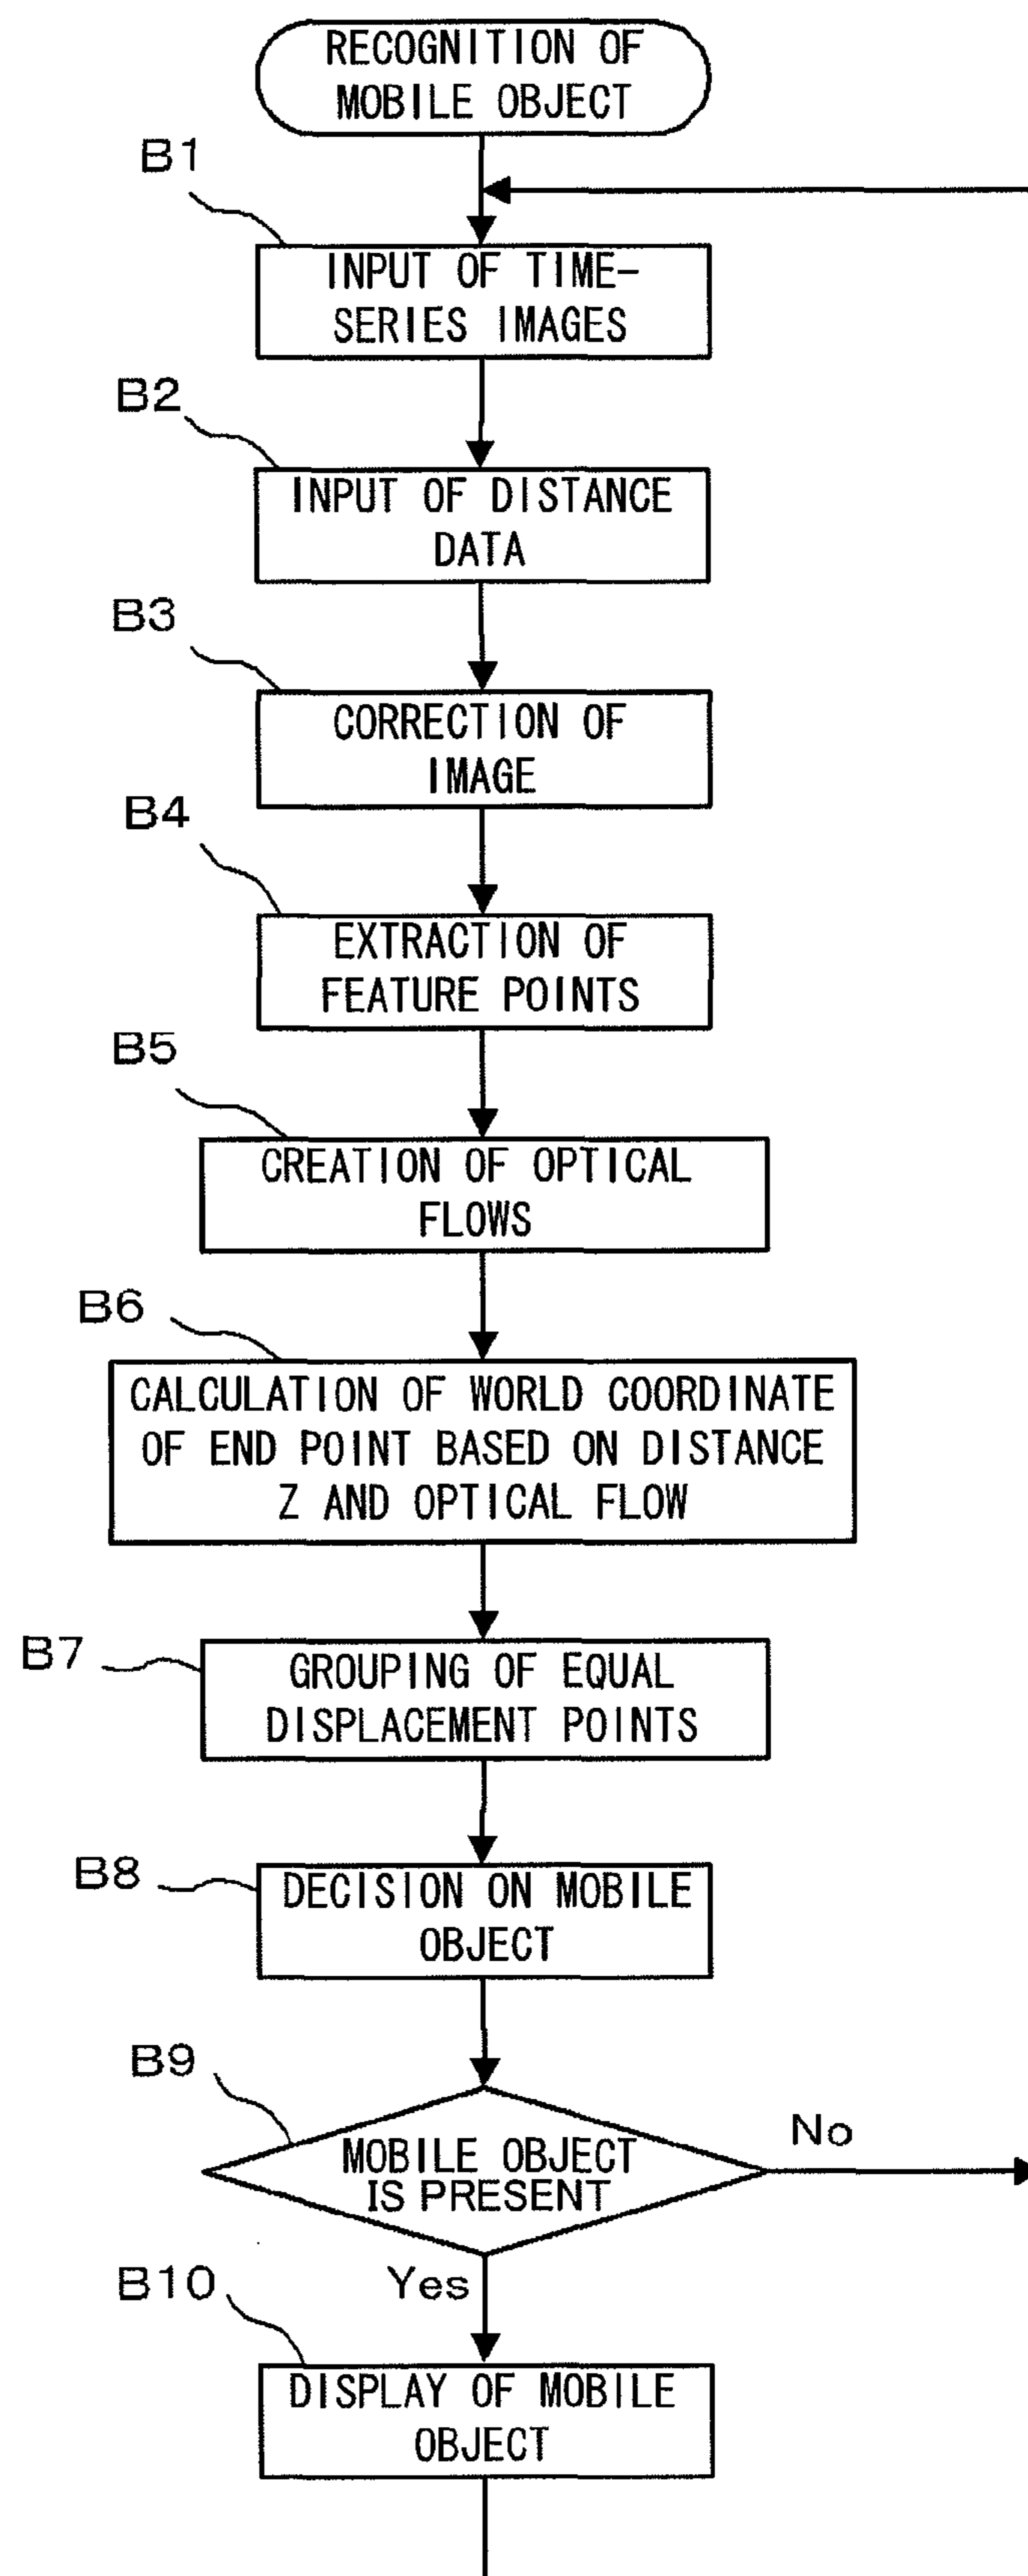 RECOGNITION OF
MOBILE OBJECT
B1
INPUT OF TIME-
SERIES IMAGES
B2
INPUT OF DISTANCE
DATA
B3
CORRECTION OF
IMAGE
B4
EXTRACTION OF
FEATURE POINTS
B5
CREATION OF OPTICAL
FLOWS
B6
CALCULATION OF WORLD COORDINATE
OF END POINT BASED ON DISTANCE
Z AND OPTICAL FLOW
B7
GROUPING OF EQUAL
DISPLACEMENT POINTS
B8
DECISION ON MOBILE
OBJECT
B9
MOBILE OBJECT
IS PRESENT
No
Yes
B10
DISPLAY OF MOBILE
OBJECT